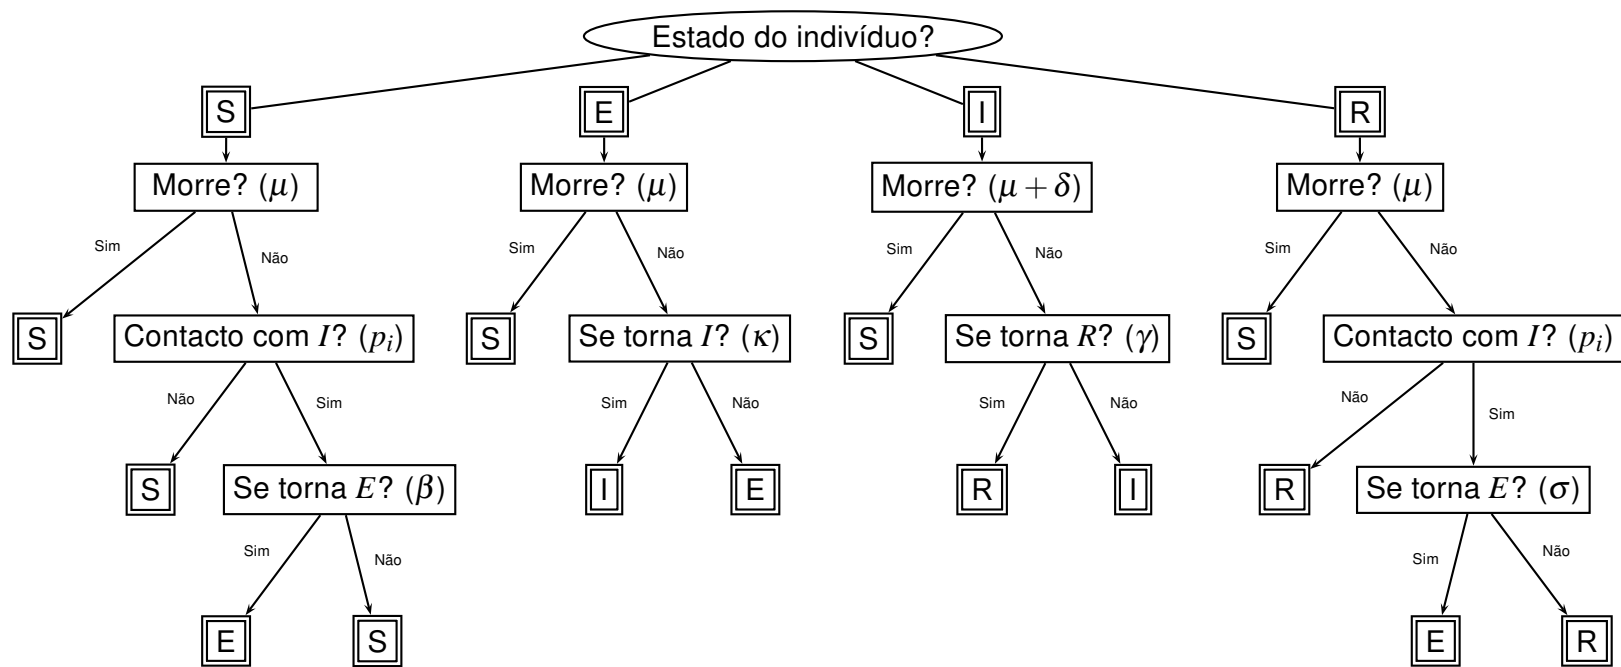 Estado do indivíduo?
S
E
I
R
Morre? (μ)
Morre? (μ)
Morre? (μ + δ)
Morre? (μ)
Sim
Não
Sim
Não
Sim
Não
Sim
Não
S
Contacto com I? (pᵢ)
S
Se torna I? (κ)
S
Se torna R? (γ)
S
Contacto com I? (pᵢ)
Não
Sim
Sim
Não
Sim
Não
Não
Sim
S
Se torna E? (β)
I
E
R
I
R
Se torna E? (σ)
Sim
Não
Sim
Não
E
S
E
R